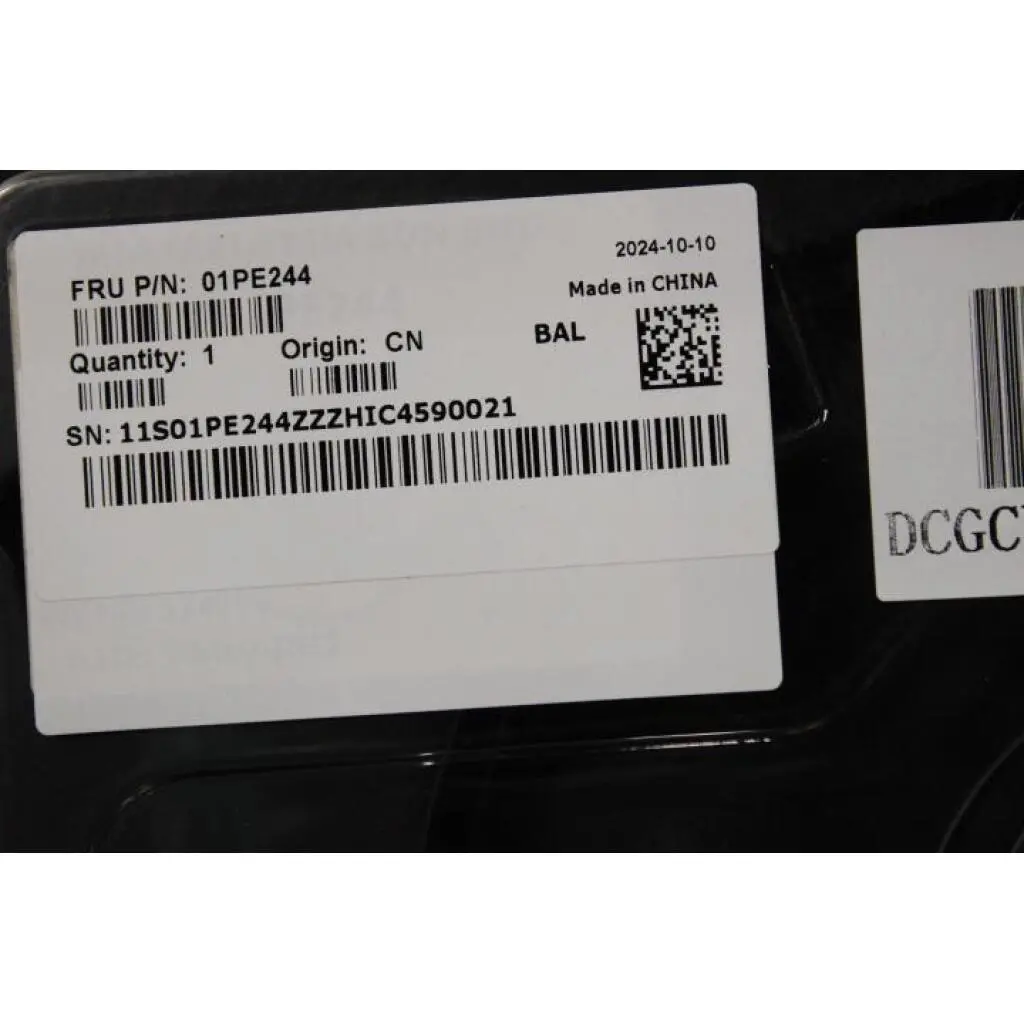 2024-10-10
FRU P/N: 01PE244
Made in CHINA
Quantity: 1 Origin: CN BAL
SN: 11S01PE244ZZZHIC4590021
DCGC